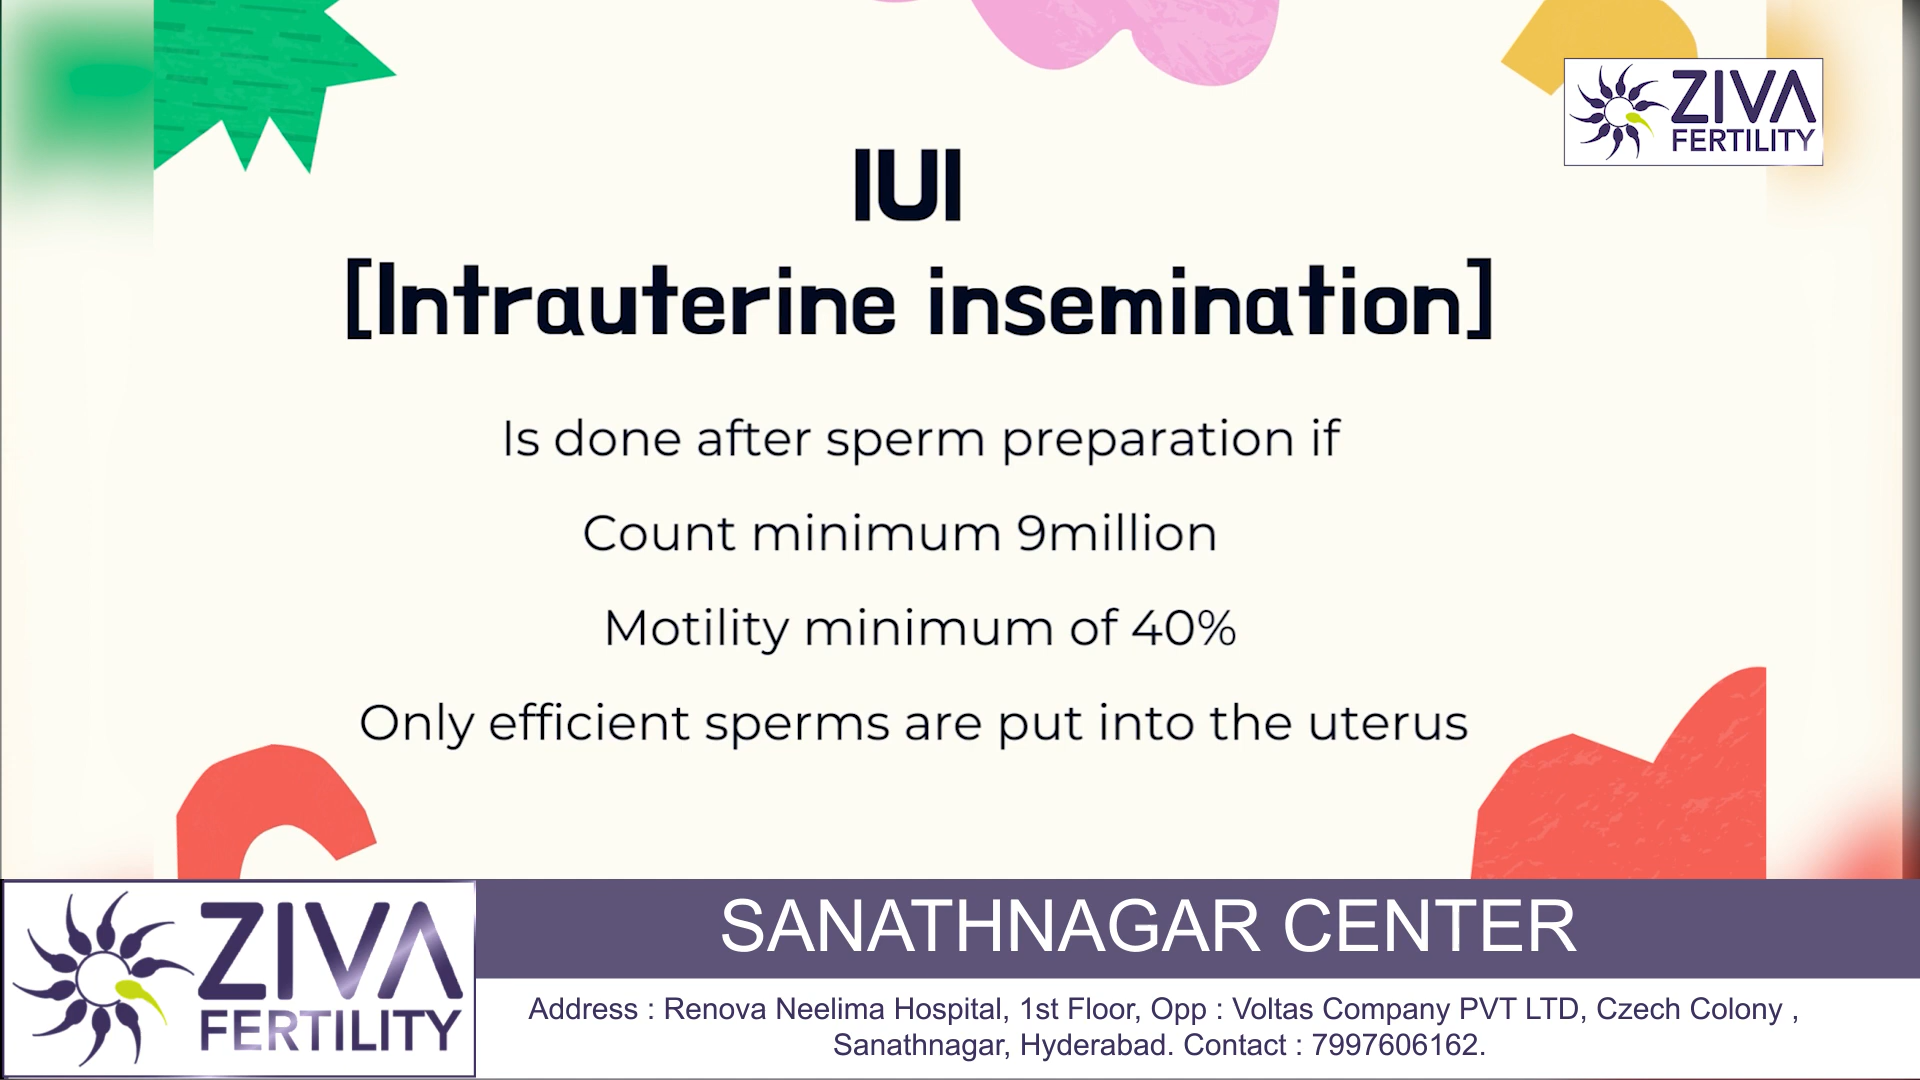 ZIVA
FERTILITY
IUI
[Intrauterine insemination]
Is done after sperm preparation if
Count minimum 9million
Motility minimum of 40%
Only efficient sperms are put into the uterus
ZIVA
FERTILITY
SANATHNAGAR CENTER
Address : Renova Neelima Hospital, 1st Floor, Opp : Voltas Company PVT LTD, Czech Colony ,
Sanathnagar, Hyderabad. Contact : 7997606162.